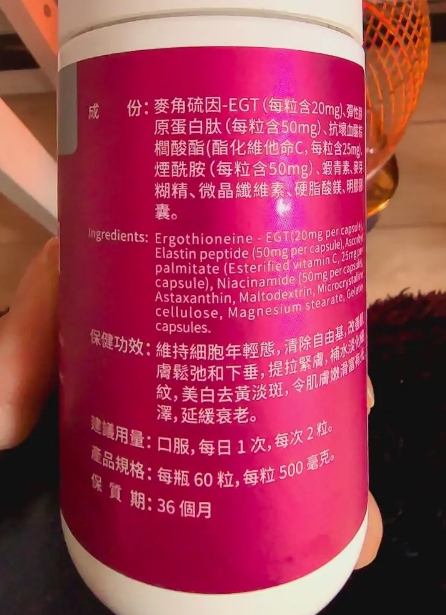 成 份: 麥角硫因-EGT (每粒含20mg)、彈性
原蛋白肽 (每粒含50mg)、抗壞血酸
櫚酸酯(酯化維他命C, 每粒含25mg)、
煙酰胺 (每粒含50mg)、蝦青素、麥芽
糊精、微晶纖維素、硬脂酸鎂、明膠
囊。
Ingredients: Ergothioneine - EGT(20mg per capsule),
Elastin peptide (50mg per capsule), Ascorbyl
palmitate (Esterified vitamin C, 25mg per
capsule), Niacinamide (50mg per capsule),
Astaxanthin, Maltodextrin, Microcrystalline
cellulose, Magnesium stearate, Gelatin
capsules.
保健功效: 維持細胞年輕態, 清除自由基, 改善
膚鬆弛和下垂, 提拉緊膚, 補水淡化
紋, 美白去黃淡斑, 令肌膚嫩滑富有
澤, 延緩衰老。
建議用量: 口服, 每日1次, 每次2粒。
產品規格: 每瓶60粒, 每粒500毫克。
保 質 期: 36個月